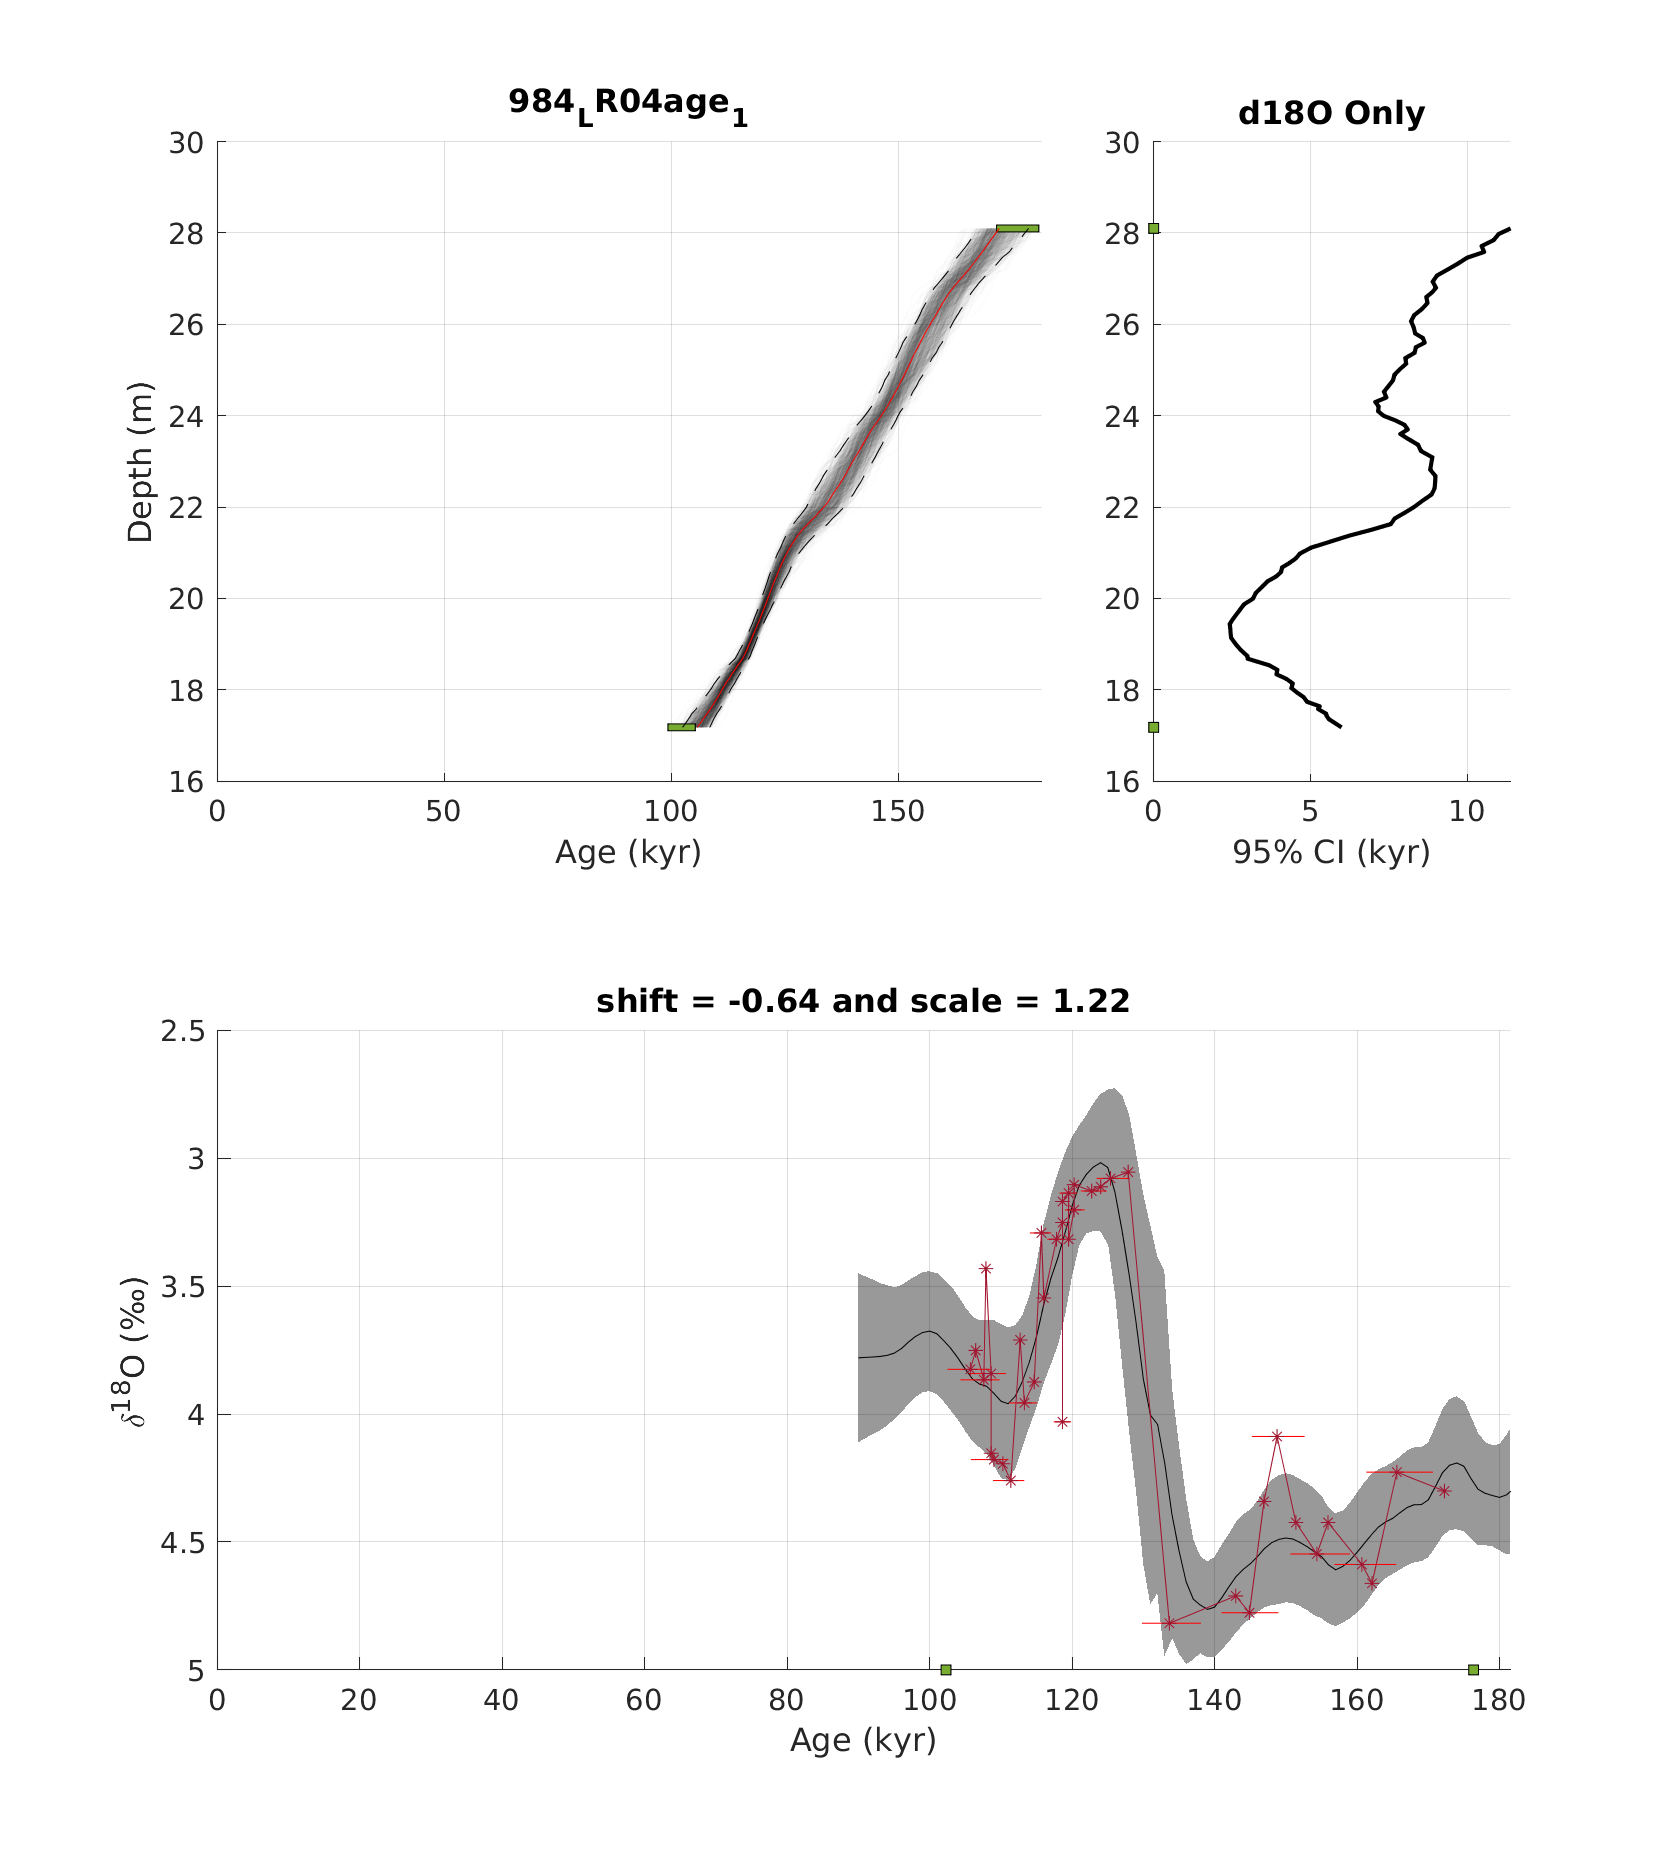 984_LR04age_1
30
28
26
24
22
20
18
16
Depth (m)
0 50 100 150
Age (kyr)
d18O Only
30
28
26
24
22
20
18
16
0 5 10
95% CI (kyr)
shift = -0.64 and scale = 1.22
2.5
3
3.5
4
4.5
5
δ¹⁸O (‰)
0 20 40 60 80 100 120 140 160 180
Age (kyr)